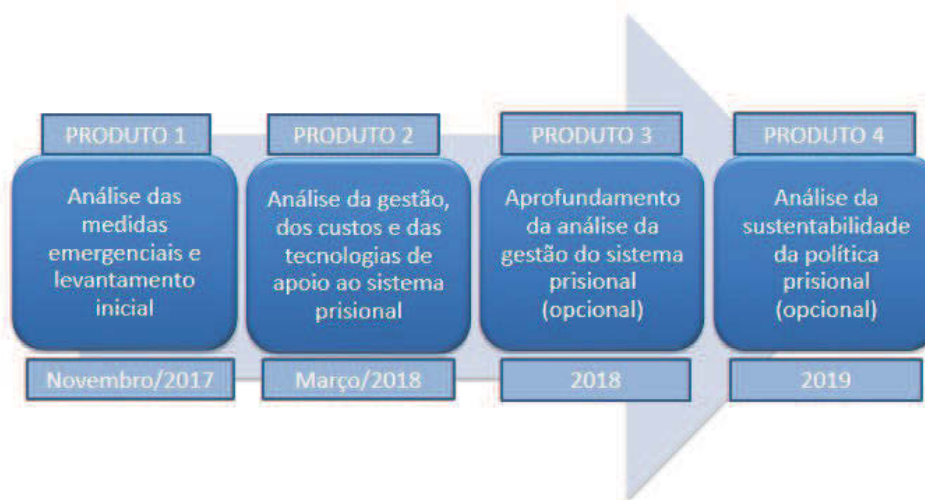 PRODUTO 1
Análise das
medidas
emergenciais e
levantamento
inicial
Novembro/2017
PRODUTO 2
Análise da gestão,
dos custos e das
tecnologias de
apoio ao sistema
prisional
Março/2018
PRODUTO 3
Aprofundamento
da análise da
gestão do sistema
prisional
(opcional)
2018
PRODUTO 4
Análise da
sustentabilidade
da política
prisional
(opcional)
2019